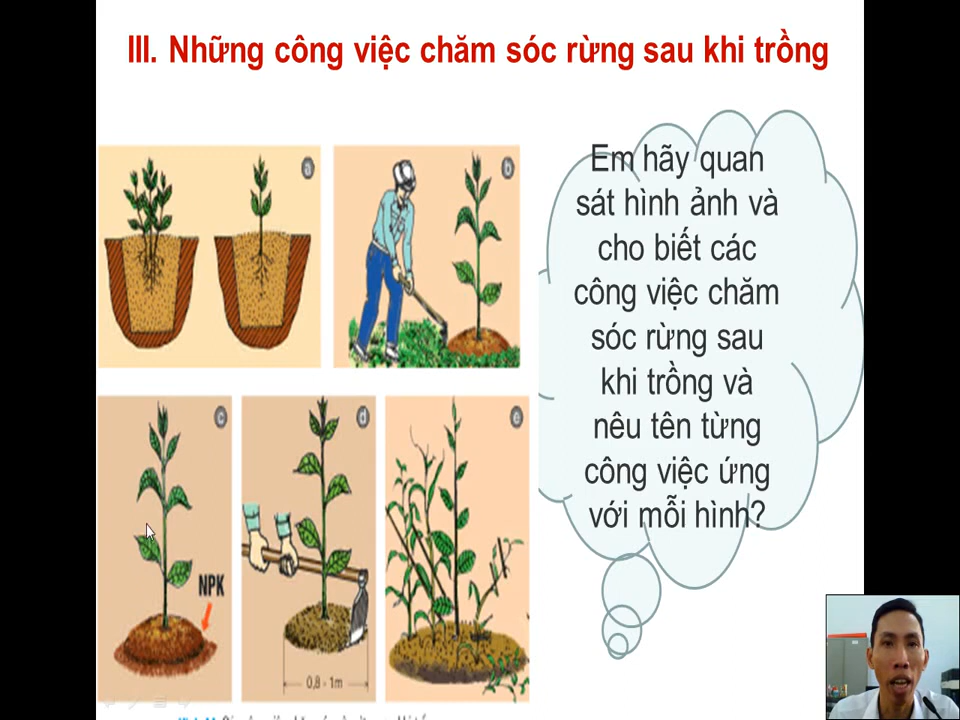 III. Những công việc chăm sóc rừng sau khi trồng
a
b
Em hãy quan
sát hình ảnh và
cho biết các
công việc chăm
sóc rừng sau
khi trồng và
nêu tên từng
công việc ứng
với mỗi hình?
c
d
e
NPK
0,8 - 1m